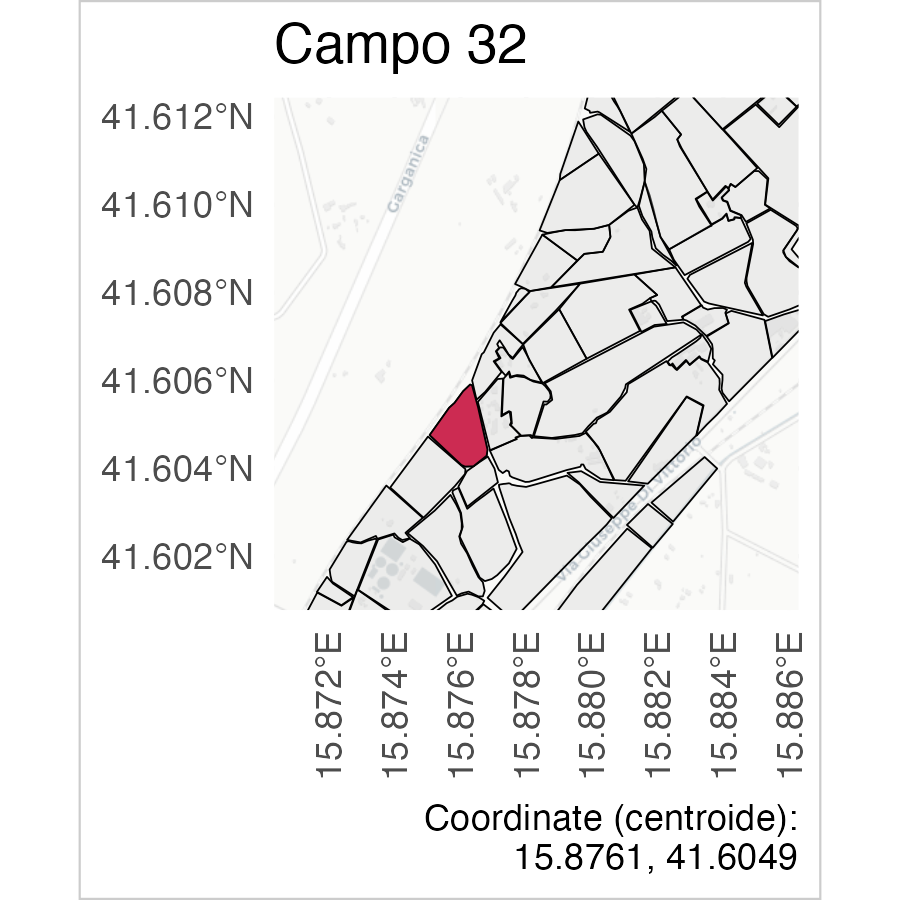 Campo 32
41.612°N
41.610°N
41.608°N
41.606°N
41.604°N
41.602°N
Garganica
Via Giuseppe Di Vittorio
15.872°E
15.874°E
15.876°E
15.878°E
15.880°E
15.882°E
15.884°E
15.886°E
Coordinate (centroide):
15.8761, 41.6049